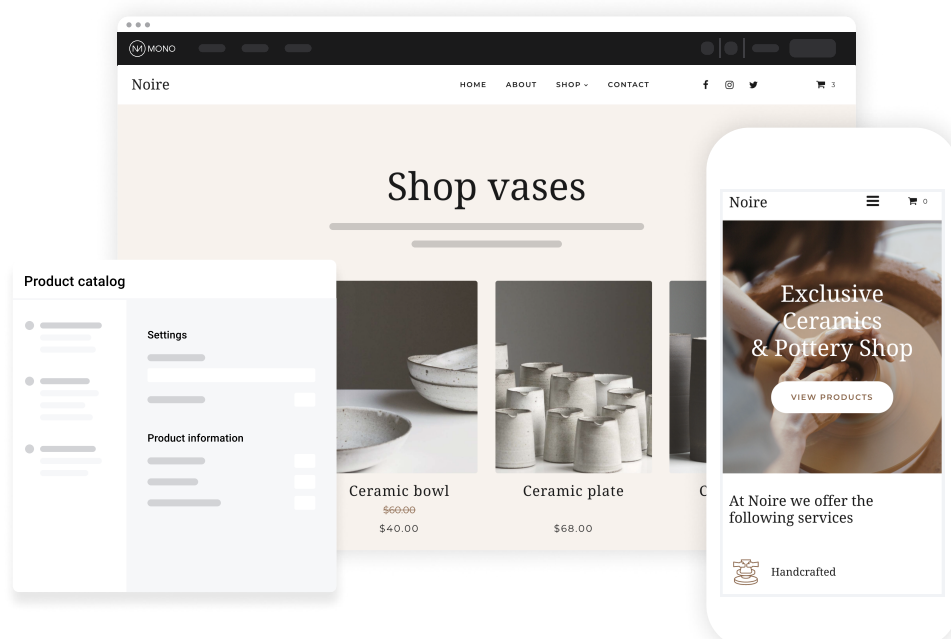 MONO
Noire
HOME ABOUT SHOP CONTACT
3
Shop vases
Product catalog
Settings
Product information
Ceramic bowl
$60.00
$40.00
Ceramic plate
$68.00
C
Noire
0
Exclusive
Ceramics
& Pottery Shop
VIEW PRODUCTS
At Noire we offer the
following services
Handcrafted